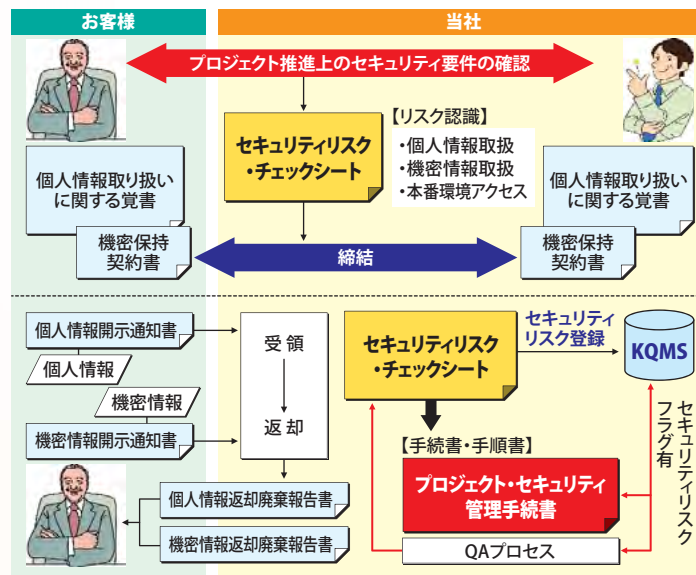 お客様
当社
プロジェクト推進上のセキュリティ要件の確認
セキュリティリスク
・チェックシート
【リスク認識】
・個人情報取扱
・機密情報取扱
・本番環境アクセス
個人情報取り扱い
に関する覚書
機密保持
契約書
個人情報取り扱い
に関する覚書
機密保持
契約書
締結
個人情報開示通知書
個人情報
機密情報
機密情報開示通知書
受領
返却
個人情報返却廃棄報告書
機密情報返却廃棄報告書
セキュリティリスク
・チェックシート
セキュリティ
リスク登録
KQMS
セキュリティリスク
フラグ有
【手続書・手順書】
プロジェクト・セキュリティ
管理手続書
QAプロセス